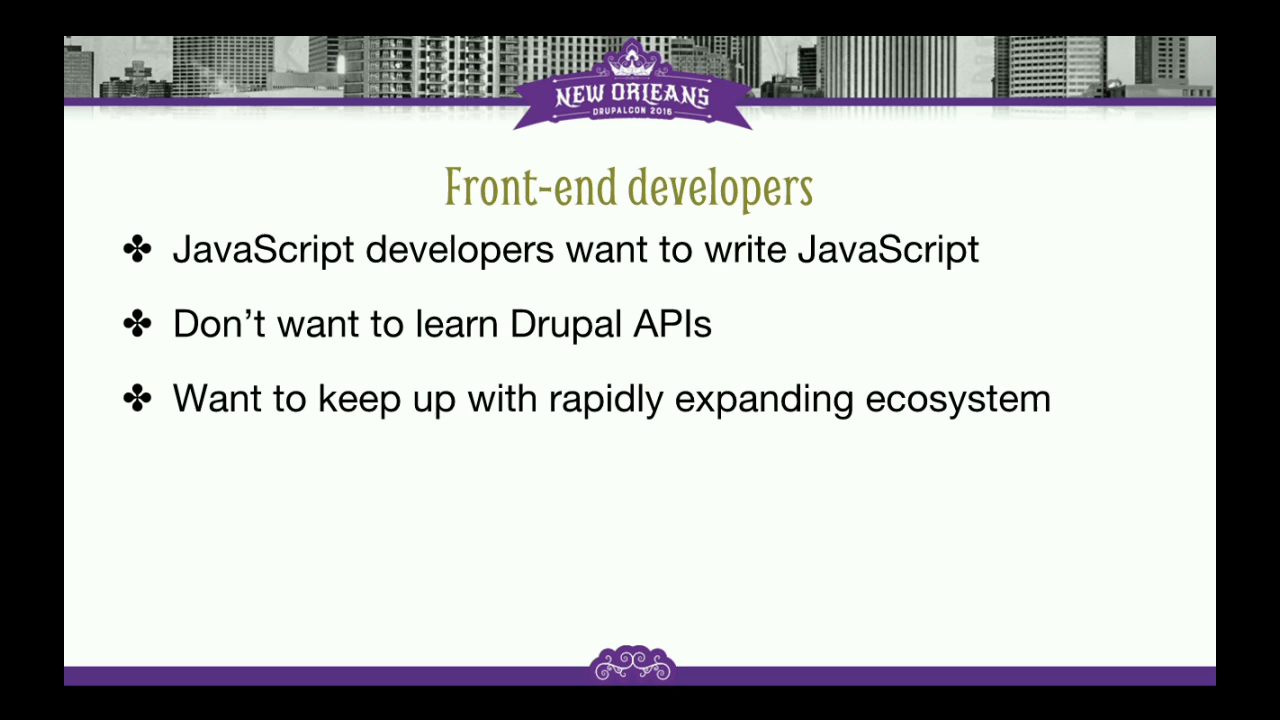 NEW ORLEANS
DRUPALCON 2016
Front-end developers
✤ JavaScript developers want to write JavaScript
✤ Don’t want to learn Drupal APIs
✤ Want to keep up with rapidly expanding ecosystem